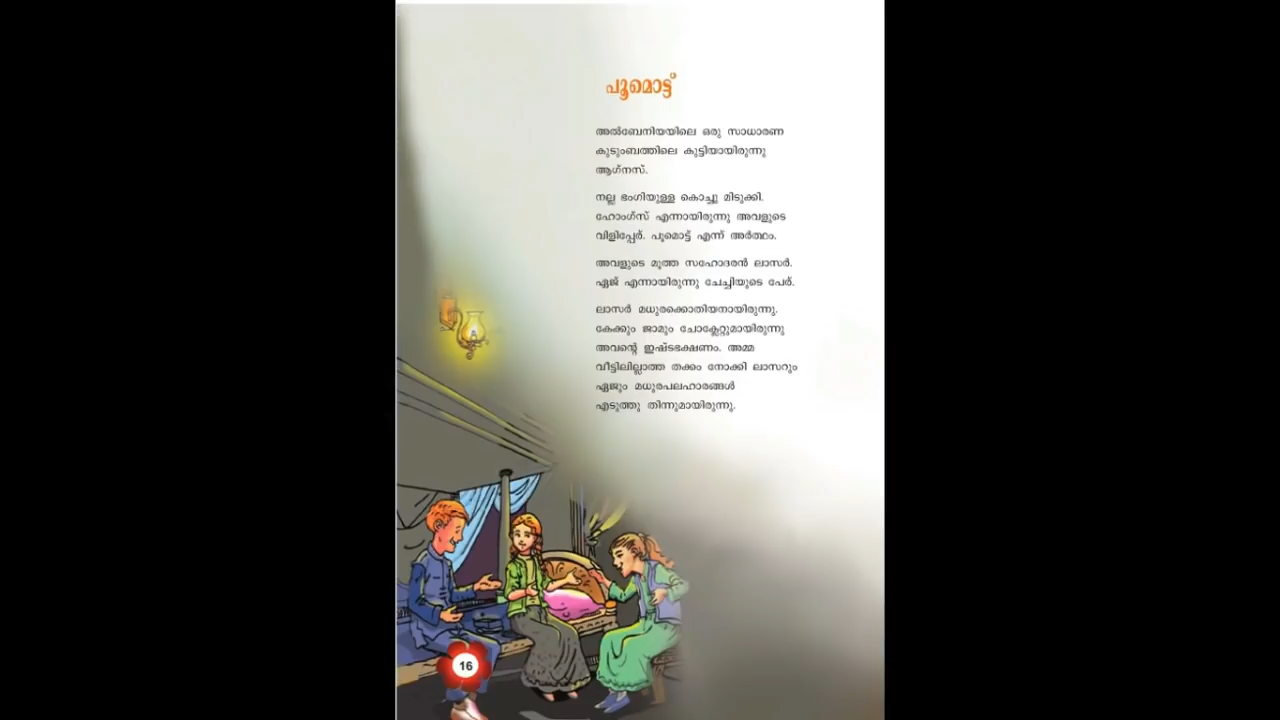 പൂമൊട്ട്
അൽബേനിയയിലെ ഒരു സാധാരണ
കുടുംബത്തിലെ കുട്ടിയായിരുന്നു
ആഗ്നസ്.
നല്ല ഭംഗിയുള്ള കൊച്ചു മിടുക്കി.
ഹോംഗ്സ് എന്നായിരുന്നു അവളുടെ
വിളിപ്പേര്. പൂമൊട്ട് എന്ന് അർത്ഥം.
അവളുടെ മൂത്ത സഹോദരൻ ലാസർ.
ഏജ് എന്നായിരുന്നു ചേച്ചിയുടെ പേര്.
ലാസർ മധുരക്കൊതിയനായിരുന്നു.
കേക്കും ജാമും ചോക്ലേറ്റുമായിരുന്നു
അവന്റെ ഇഷ്ടഭക്ഷണം. അമ്മ
വീട്ടിലില്ലാത്ത തക്കം നോക്കി ലാസറും
ഏജും മധുരപലഹാരങ്ങൾ
എടുത്തു തിന്നുമായിരുന്നു.
16